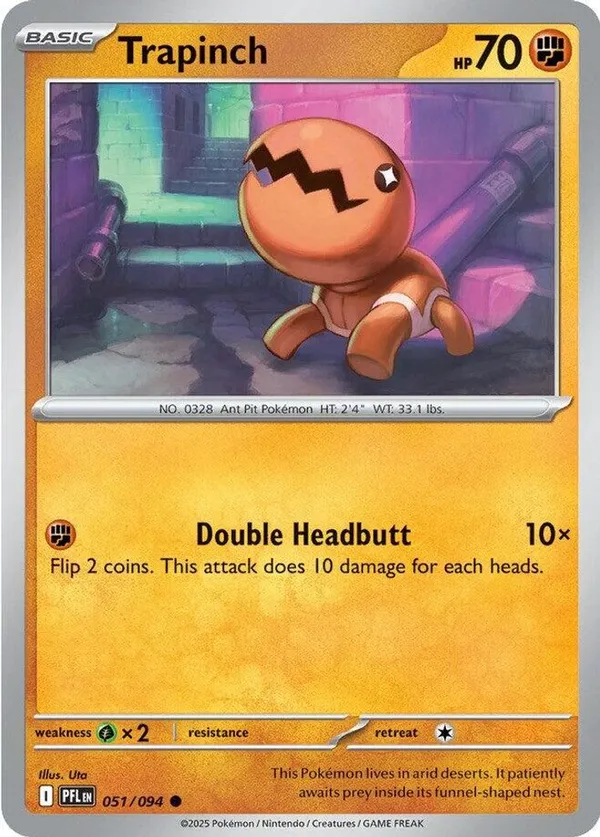 BASIC
Trapinch
HP 70
NO. 0328 Ant Pit Pokémon HT: 2'4" WT: 33.1 lbs.
Double Headbutt 10×
Flip 2 coins. This attack does 10 damage for each heads.
weakness ×2 resistance retreat
Illus. Uta
This Pokémon lives in arid deserts. It patiently
awaits prey inside its funnel-shaped nest.
I PFL EN 051/094
©2025 Pokémon / Nintendo / Creatures / GAME FREAK